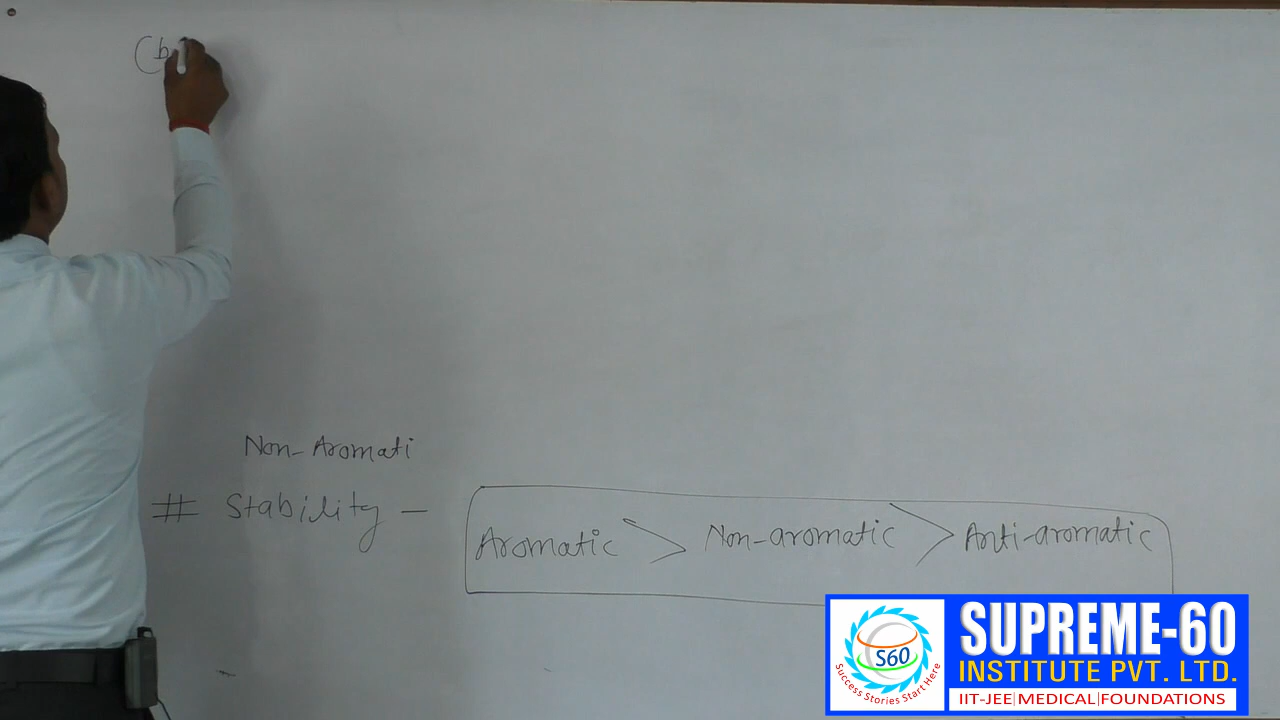 (b
Non-Aromati
# Stability - Aromatic > Non-aromatic > Anti-aromatic
S60
Success Stories Start Here
SUPREME-60
INSTITUTE PVT. LTD.
IIT-JEE|MEDICAL|FOUNDATIONS